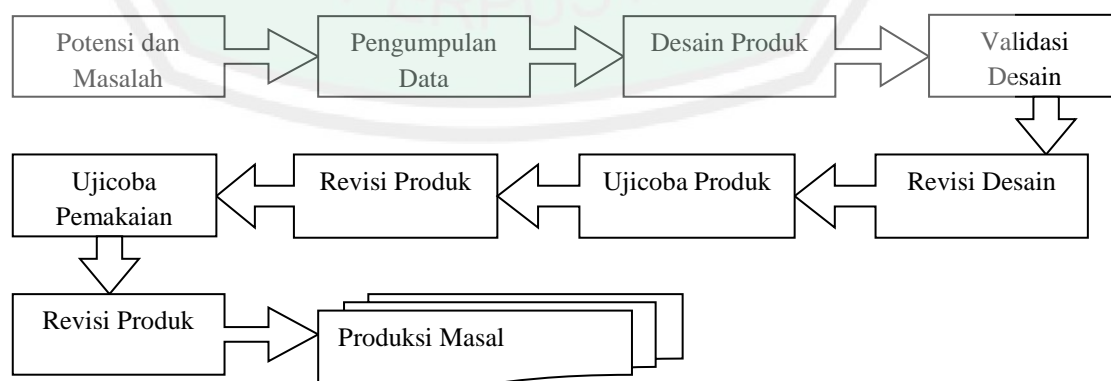 Potensi dan
Masalah
Pengumpulan
Data
Desain Produk
Validasi
Desain
Revisi Desain
Ujicoba Produk
Revisi Produk
Ujicoba
Pemakaian
Revisi Produk
Produksi Masal